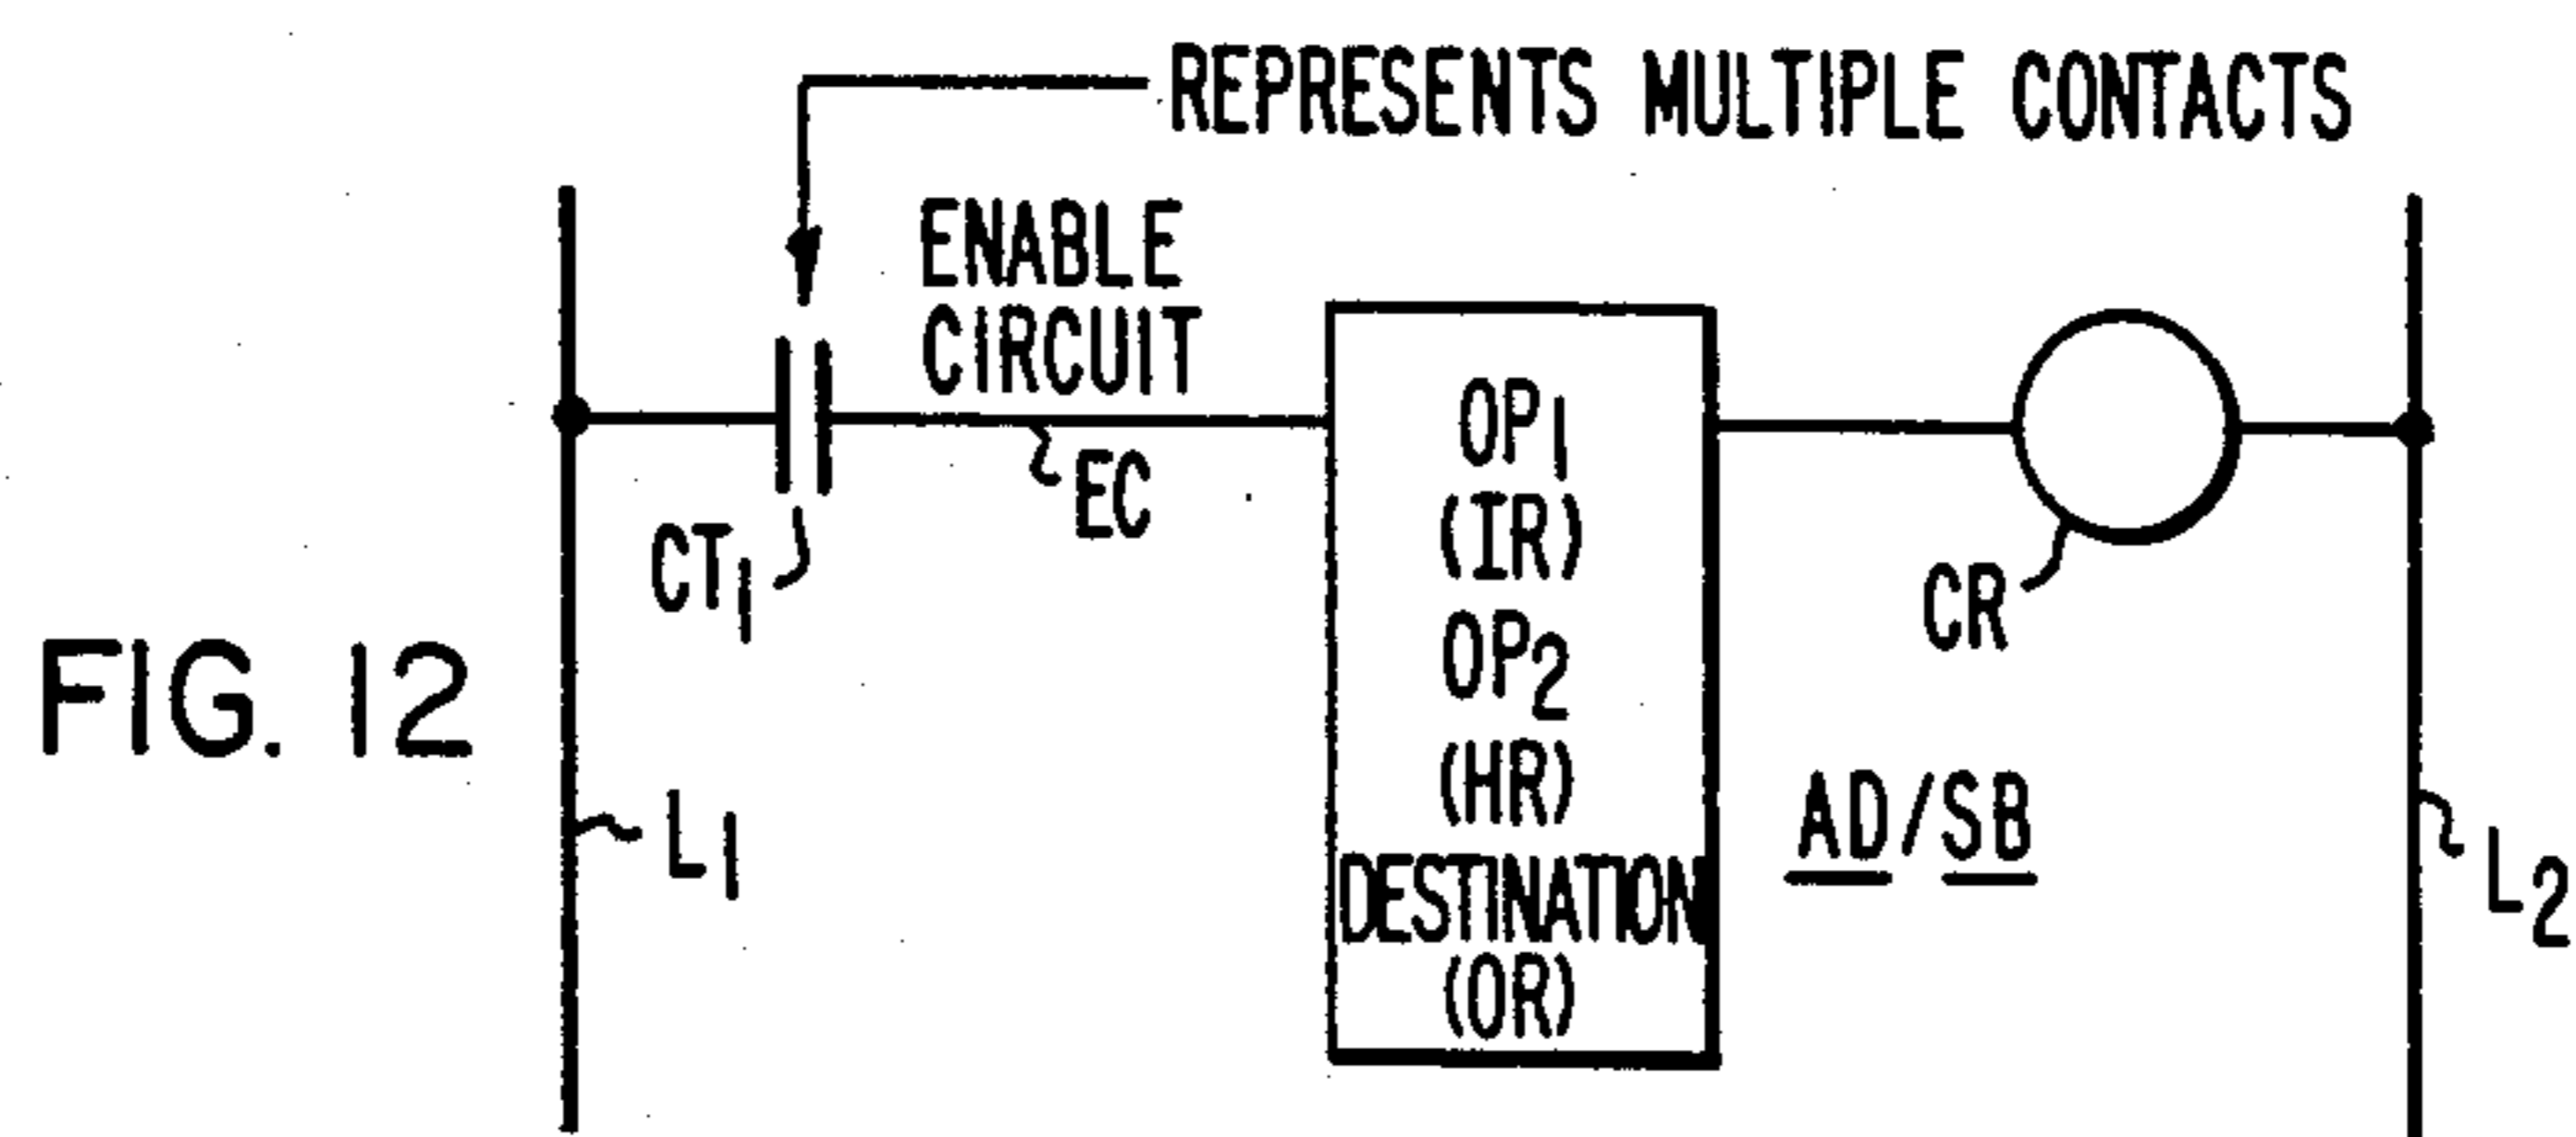 REPRESENTS MULTIPLE CONTACTS
ENABLE
CIRCUIT
EC
CT1
OP1
(IR)
OP2
(HR)
DESTINATION
(OR)
CR
AD/SB
FIG. 12
L1
L2